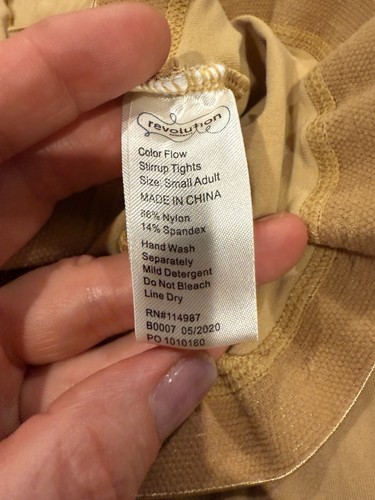 revolution
Color Flow
Stirrup Tights
Size: Small Adult
MADE IN CHINA
86% Nylon
14% Spandex
Hand Wash
Separately
Mild Detergent
Do Not Bleach
Line Dry
RN#114987
B0007 05/2020
PO 1010160